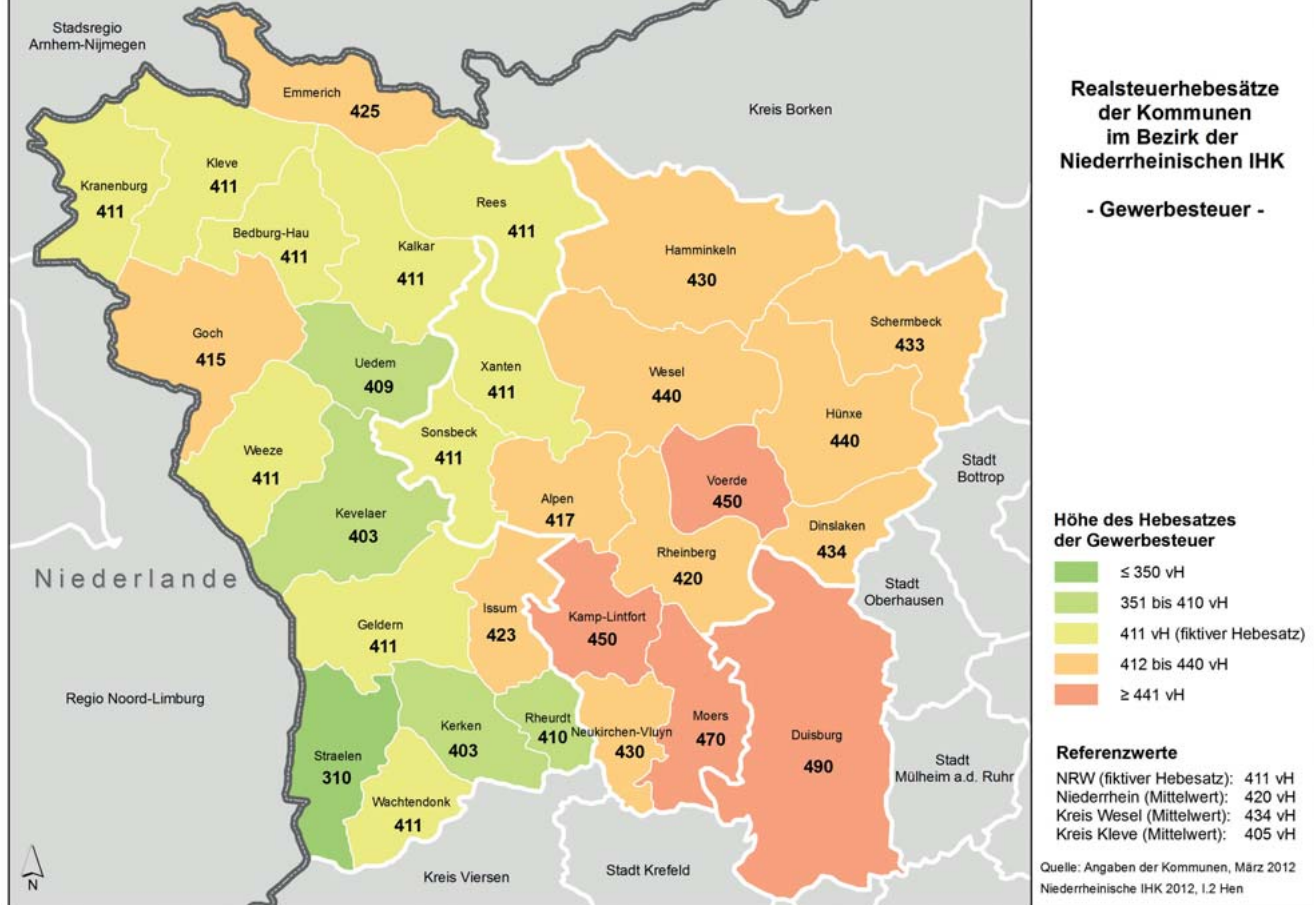 Stadsregio
Arnhem-Nijmegen
Emmerich
425
Kreis Borken
Kleve
411
Kranenburg
411
Bedburg-Hau
411
Kalkar
411
Rees
411
Hamminkeln
430
Schermbeck
433
Goch
415
Uedem
409
Xanten
411
Wesel
440
Hünxe
440
Weeze
411
Sonsbeck
411
Voerde
450
Stadt
Bottrop
Kevelaer
403
Alpen
417
Dinslaken
434
Rheinberg
420
Niederlande
Stadt
Oberhausen
Geldern
411
Issum
423
Kamp-Lintfort
450
Regio Noord-Limburg
Straelen
310
Kerken
403
Rheurdt
410
Neukirchen-Vluyn
430
Moers
470
Duisburg
490
Stadt
Mülheim a.d. Ruhr
Wachtendonk
411
Kreis Viersen
Stadt Krefeld
N
Realsteuerhebesätze
der Kommunen
im Bezirk der
Niederrheinischen IHK
- Gewerbesteuer -
Höhe des Hebesatzes
der Gewerbesteuer
≤ 350 vH
351 bis 410 vH
411 vH (fiktiver Hebesatz)
412 bis 440 vH
≥ 441 vH
Referenzwerte
NRW (fiktiver Hebesatz): 411 vH
Niederrhein (Mittelwert): 420 vH
Kreis Wesel (Mittelwert): 434 vH
Kreis Kleve (Mittelwert): 405 vH
Quelle: Angaben der Kommunen, März 2012
Niederrheinische IHK 2012, I.2 Hen